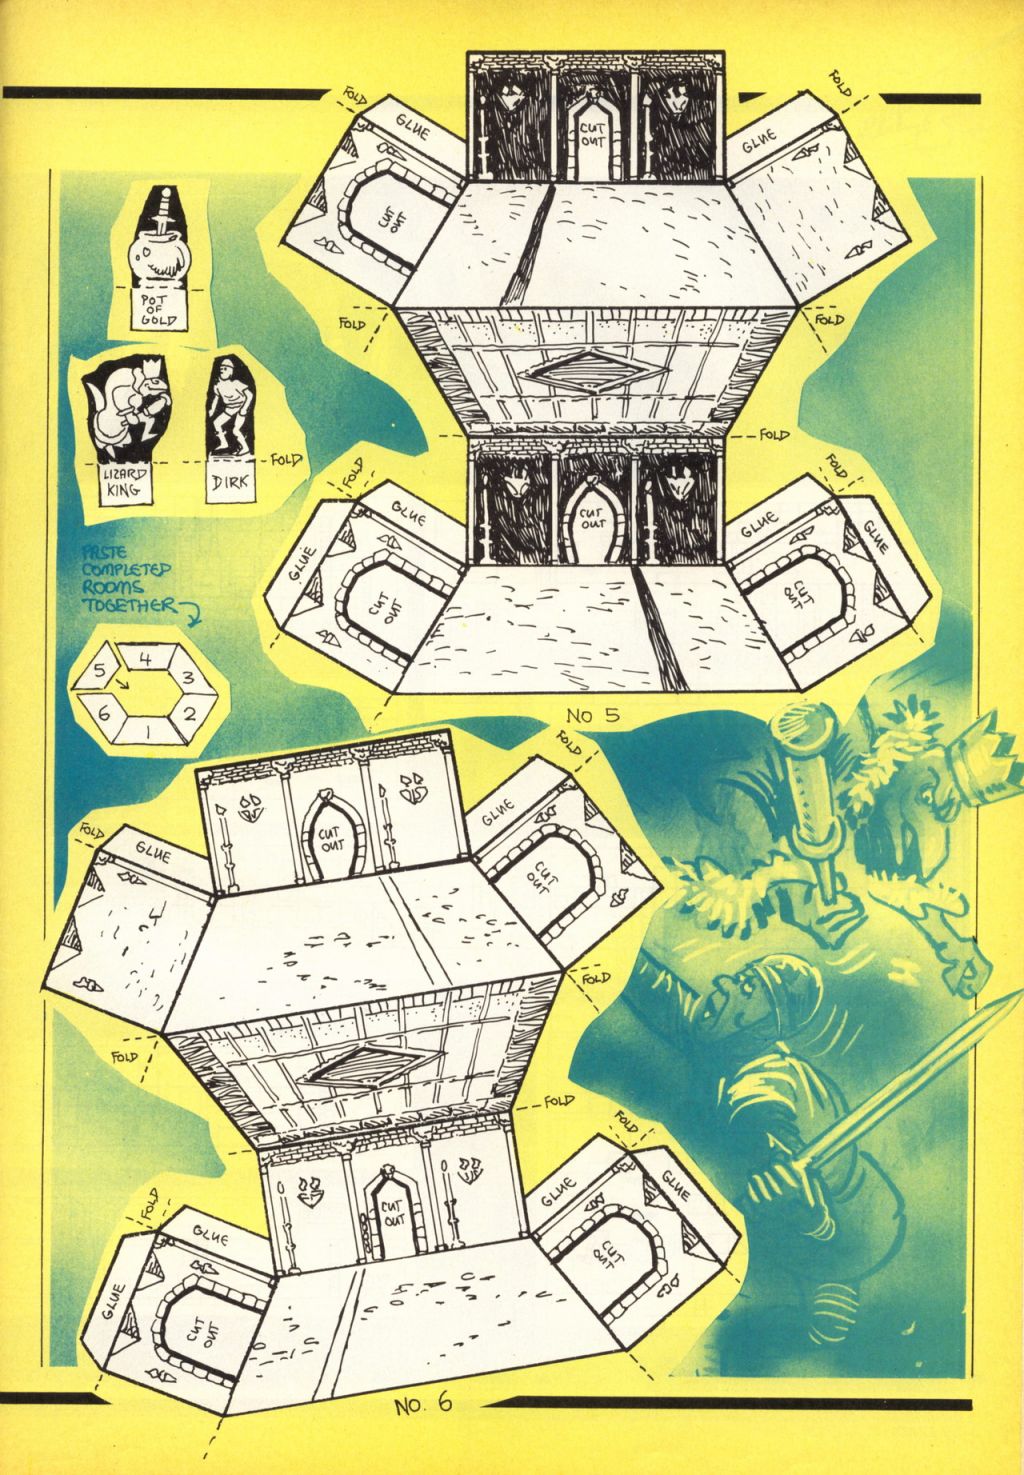 FOLD
GLUE
CUT
OUT
GLUE
FOLD
CUT
OUT
POT
OF
GOLD
FOLD
FOLD
LIZARD
KING
DIRK
FOLD
FOLD
FOLD
GLUE
CUT
OUT
GLUE
FOLD
GLUE
GLUE
CUT
OUT
CUT
OUT
PASTE
COMPLETED
ROOMS
TOGETHER
5
4
3
6
1
2
NO 5
FOLD
GLUE
CUT
OUT
FOLD
GLUE
CUT
OUT
FOLD
FOLD
FOLD
FOLD
GLUE
GLUE
CUT
OUT
GLUE
FOLD
GLUE
CUT
OUT
CUT
OUT
NO. 6